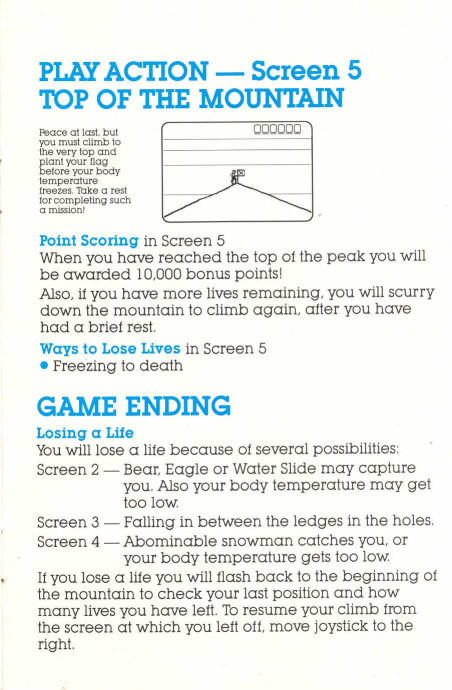 PLAY ACTION — Screen 5
TOP OF THE MOUNTAIN
Peace at last, but
you must climb to
the very top and
plant your flag
before your body
temperature
freezes. Take a rest
for completing such
a mission!
000000
Point Scoring in Screen 5
When you have reached the top of the peak you will
be awarded 10,000 bonus points!
Also, if you have more lives remaining, you will scurry
down the mountain to climb again, after you have
had a brief rest.
Ways to Lose Lives in Screen 5
• Freezing to death
GAME ENDING
Losing a Life
You will lose a life because of several possibilities:
Screen 2 — Bear, Eagle or Water Slide may capture
you. Also your body temperature may get
too low.
Screen 3 — Falling in between the ledges in the holes.
Screen 4 — Abominable snowman catches you, or
your body temperature gets too low.
If you lose a life you will flash back to the beginning of
the mountain to check your last position and how
many lives you have left. To resume your climb from
the screen at which you left off, move joystick to the
right.